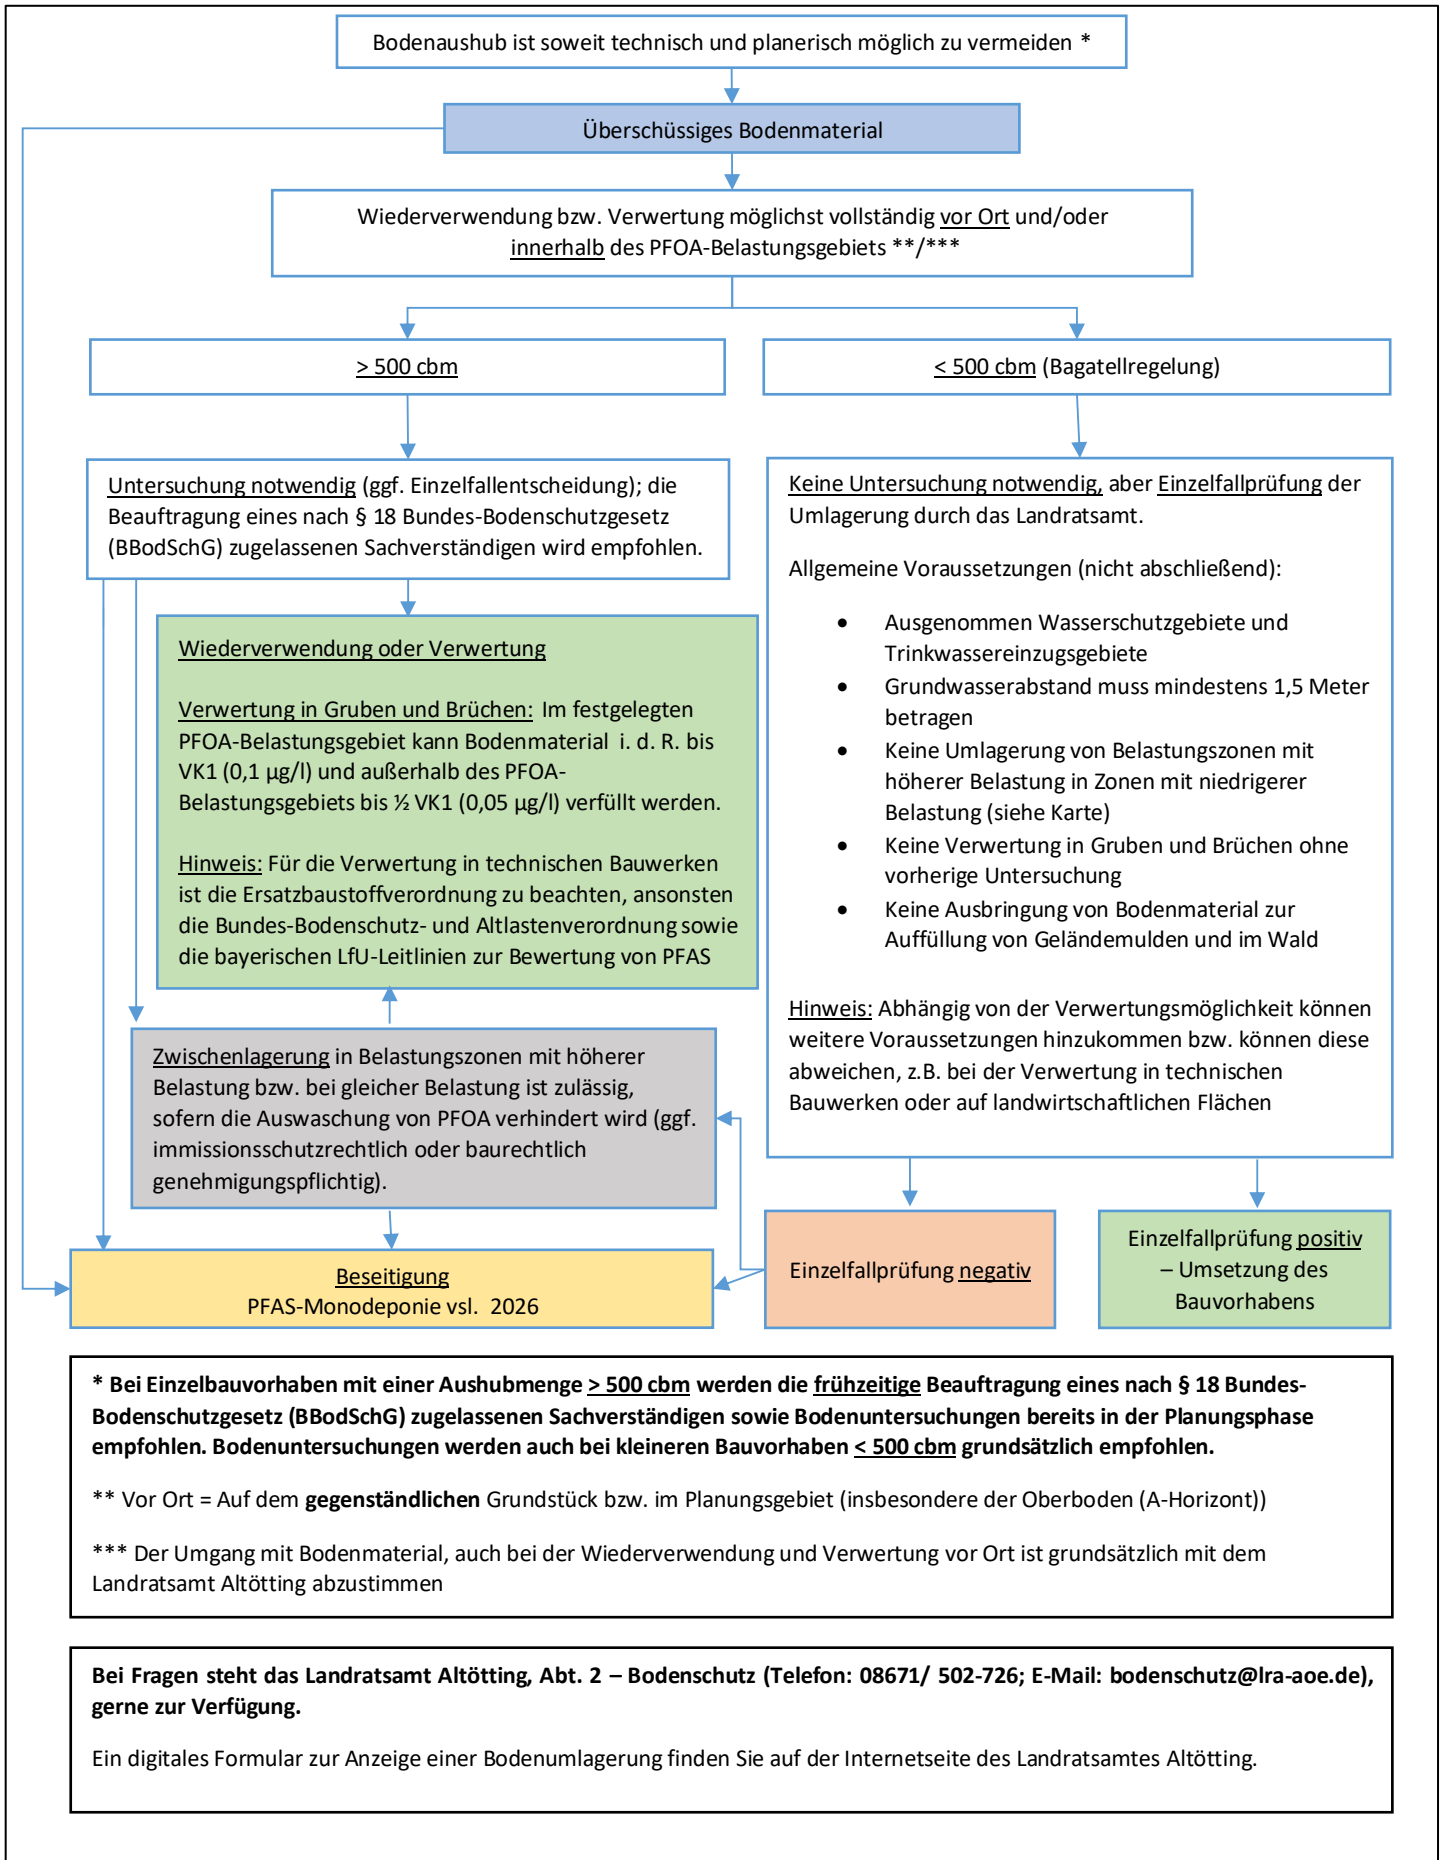 Bodenaushub ist soweit technisch und planerisch möglich zu vermeiden *
Überschüssiges Bodenmaterial
Wiederverwendung bzw. Verwertung möglichst vollständig vor Ort und/oder
innerhalb des PFOA-Belastungsgebiets **/***
> 500 cbm
< 500 cbm (Bagatellregelung)
Untersuchung notwendig (ggf. Einzelfallentscheidung); die
Beauftragung eines nach § 18 Bundes-Bodenschutzgesetz
(BBodSchG) zugelassenen Sachverständigen wird empfohlen.
Wiederverwendung oder Verwertung
Verwertung in Gruben und Brüchen: Im festgelegten
PFOA-Belastungsgebiet kann Bodenmaterial i. d. R. bis
VK1 (0,1 µg/l) und außerhalb des PFOA-
Belastungsgebiets bis ½ VK1 (0,05 µg/l) verfüllt werden.
Hinweis: Für die Verwertung in technischen Bauwerken
ist die Ersatzbaustoffverordnung zu beachten, ansonsten
die Bundes-Bodenschutz- und Altlastenverordnung sowie
die bayerischen LfU-Leitlinien zur Bewertung von PFAS
Zwischenlagerung in Belastungszonen mit höherer
Belastung bzw. bei gleicher Belastung ist zulässig,
sofern die Auswaschung von PFOA verhindert wird (ggf.
immissionsschutzrechtlich oder baurechtlich
genehmigungspflichtig).
Beseitigung
PFAS-Monodeponie vsl. 2026
Keine Untersuchung notwendig, aber Einzelfallprüfung der
Umlagerung durch das Landratsamt.
Allgemeine Voraussetzungen (nicht abschließend):
• Ausgenommen Wasserschutzgebiete und
Trinkwassereinzugsgebiete
• Grundwasserabstand muss mindestens 1,5 Meter
betragen
• Keine Umlagerung von Belastungszonen mit
höherer Belastung in Zonen mit niedrigerer
Belastung (siehe Karte)
• Keine Verwertung in Gruben und Brüchen ohne
vorherige Untersuchung
• Keine Ausbringung von Bodenmaterial zur
Auffüllung von Geländemulden und im Wald
Hinweis: Abhängig von der Verwertungsmöglichkeit können
weitere Voraussetzungen hinzukommen bzw. können diese
abweichen, z.B. bei der Verwertung in technischen
Bauwerken oder auf landwirtschaftlichen Flächen
Einzelfallprüfung negativ
Einzelfallprüfung positiv
– Umsetzung des
Bauvorhabens
* Bei Einzelbauvorhaben mit einer Aushubmenge > 500 cbm werden die frühzeitige Beauftragung eines nach § 18 Bundes-
Bodenschutzgesetz (BBodSchG) zugelassenen Sachverständigen sowie Bodenuntersuchungen bereits in der Planungsphase
empfohlen. Bodenuntersuchungen werden auch bei kleineren Bauvorhaben < 500 cbm grundsätzlich empfohlen.
** Vor Ort = Auf dem gegenständlichen Grundstück bzw. im Planungsgebiet (insbesondere der Oberboden (A-Horizont))
*** Der Umgang mit Bodenmaterial, auch bei der Wiederverwendung und Verwertung vor Ort ist grundsätzlich mit dem
Landratsamt Altötting abzustimmen
Bei Fragen steht das Landratsamt Altötting, Abt. 2 – Bodenschutz (Telefon: 08671/ 502-726; E-Mail: bodenschutz@lra-aoe.de),
gerne zur Verfügung.
Ein digitales Formular zur Anzeige einer Bodenumlagerung finden Sie auf der Internetseite des Landratsamtes Altötting.